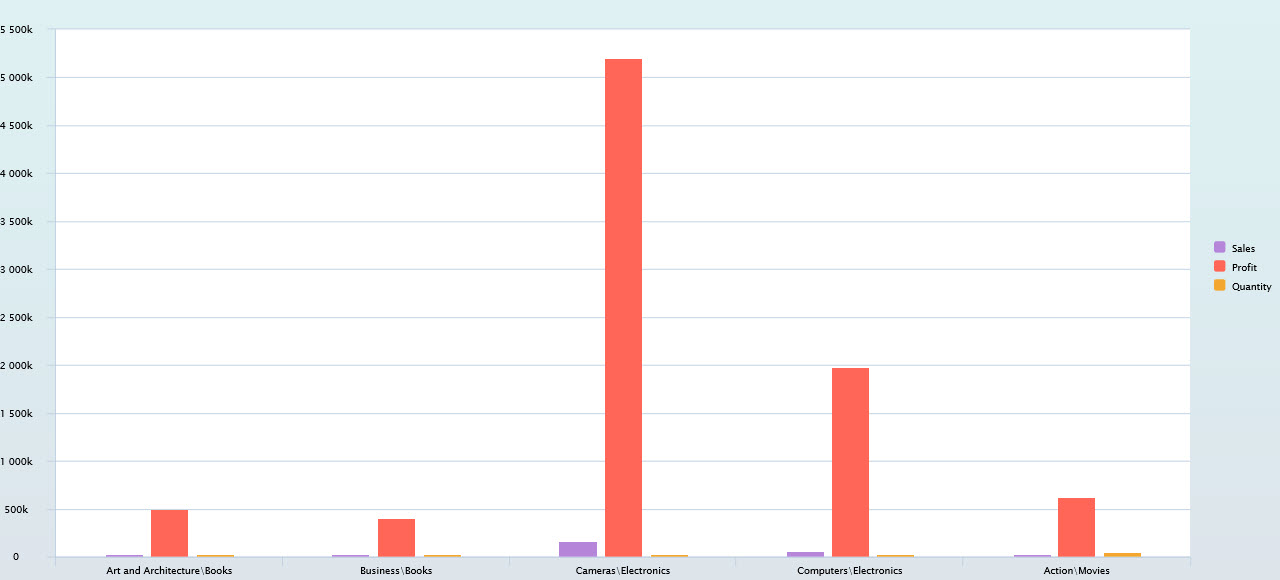 5 500k
5 000k
4 500k
4 000k
3 500k
3 000k
2 500k
2 000k
1 500k
1 000k
500k
0
Art and Architecture\Books
Business\Books
Cameras\Electronics
Computers\Electronics
Action\Movies
Sales
Profit
Quantity